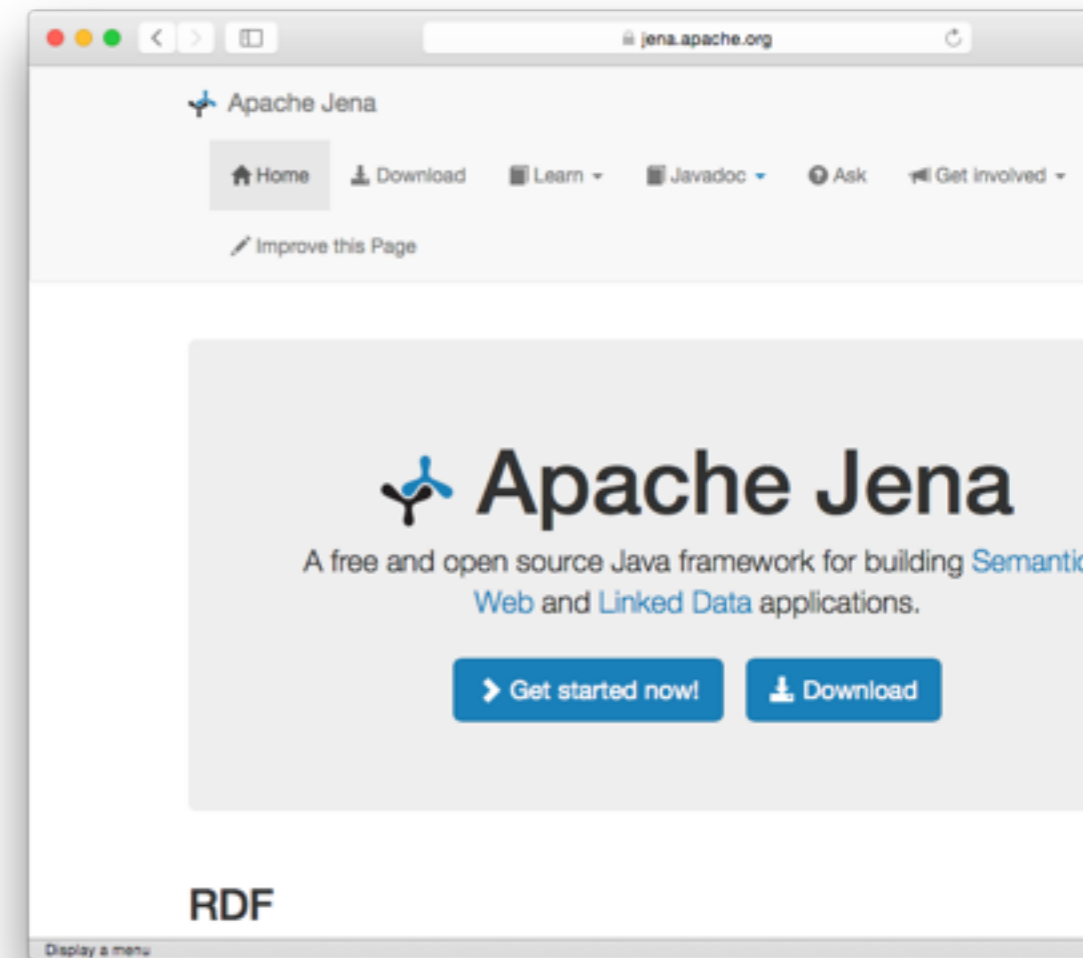 jena.apache.org
Apache Jena
Home Download Learn Javadoc Ask Get involved
Improve this Page
Apache Jena
A free and open source Java framework for building Semantic
Web and Linked Data applications.
Get started now! Download
RDF
Display a menu